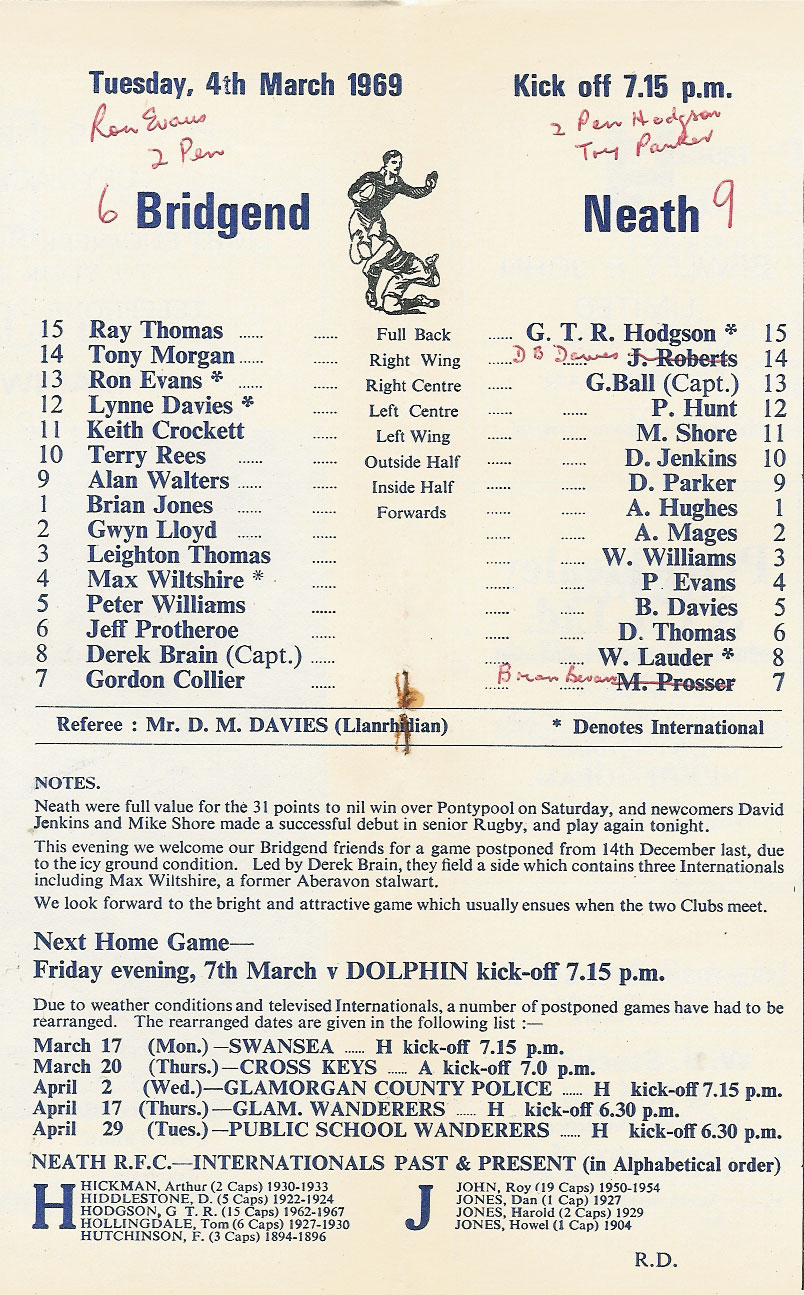 Tuesday, 4th March 1969 Kick off 7.15 p.m.
Ron Evans 2 Pen Hodgson
2 Pen Try Parker
6 Bridgend Neath 9
15 Ray Thomas ...... ...... Full Back ...... G. T. R. Hodgson * 15
14 Tony Morgan ...... ...... Right Wing ...... D B Davies ...... J. Roberts 14
13 Ron Evans * ...... ...... Right Centre ...... G.Ball (Capt.) 13
12 Lynne Davies * ...... Left Centre ...... ...... P. Hunt 12
11 Keith Crockett ...... Left Wing ...... ...... M. Shore 11
10 Terry Rees ...... ...... Outside Half ...... ...... D. Jenkins 10
9 Alan Walters ...... ...... Inside Half ...... ...... D. Parker 9
1 Brian Jones ...... ...... Forwards ...... ...... A. Hughes 1
2 Gwyn Lloyd ...... ...... ...... ...... A. Mages 2
3 Leighton Thomas ...... ...... ...... W. Williams 3
4 Max Wiltshire * ...... ...... ...... P. Evans 4
5 Peter Williams ...... ...... ...... B. Davies 5
6 Jeff Protheroe ...... ...... ...... D. Thomas 6
8 Derek Brain (Capt.) ...... ...... ...... W. Lauder * 8
7 Gordon Collier ...... ...... Brian Bevan ...... M. Prosser 7
Referee : Mr. D. M. DAVIES (Llanrhidian) * Denotes International
NOTES.
Neath were full value for the 31 points to nil win over Pontypool on Saturday, and newcomers David
Jenkins and Mike Shore made a successful debut in senior Rugby, and play again tonight.
This evening we welcome our Bridgend friends for a game postponed from 14th December last, due
to the icy ground condition. Led by Derek Brain, they field a side which contains three Internationals
including Max Wiltshire, a former Aberavon stalwart.
We look forward to the bright and attractive game which usually ensues when the two Clubs meet.
Next Home Game—
Friday evening, 7th March v DOLPHIN kick-off 7.15 p.m.
Due to weather conditions and televised Internationals, a number of postponed games have had to be
rearranged. The rearranged dates are given in the following list :—
March 17 (Mon.)—SWANSEA ...... H kick-off 7.15 p.m.
March 20 (Thurs.)—CROSS KEYS ...... A kick-off 7.0 p.m.
April 2 (Wed.)—GLAMORGAN COUNTY POLICE ...... H kick-off 7.15 p.m.
April 17 (Thurs.)—GLAM. WANDERERS ...... H kick-off 6.30 p.m.
April 29 (Tues.)—PUBLIC SCHOOL WANDERERS ...... H kick-off 6.30 p.m.
NEATH R.F.C.—INTERNATIONALS PAST & PRESENT (in Alphabetical order)
H
HICKMAN, Arthur (2 Caps) 1930-1933
HIDDLESTONE, D. (5 Caps) 1922-1924
HODGSON, G T. R. (15 Caps) 1962-1967
HOLLINGDALE, Tom (6 Caps) 1927-1930
HUTCHINSON, F. (3 Caps) 1894-1896
J
JOHN, Roy (19 Caps) 1950-1954
JONES, Dan (1 Cap) 1927
JONES, Harold (2 Caps) 1929
JONES, Howel (1 Cap) 1904
R.D.